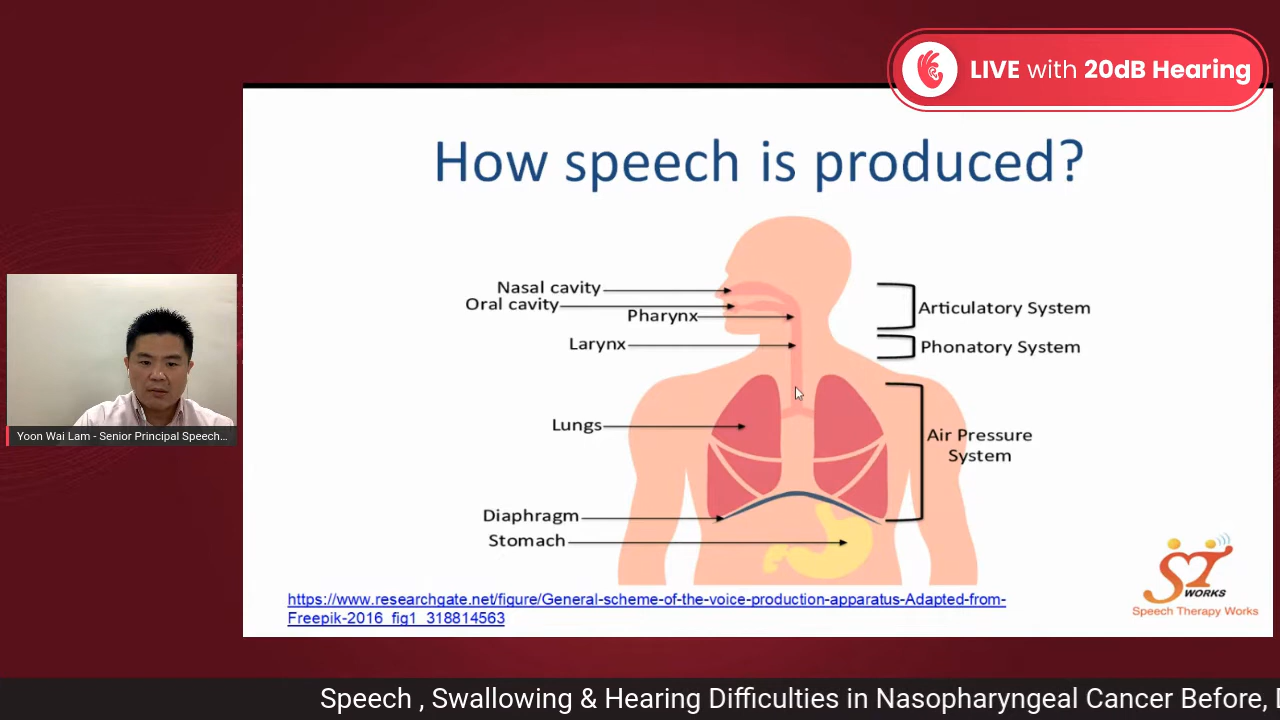 LIVE with 20dB Hearing
How speech is produced?
Nasal cavity
Oral cavity
Pharynx
Larynx
Lungs
Diaphragm
Stomach
Articulatory System
Phonatory System
Air Pressure
System
https://www.researchgate.net/figure/General-scheme-of-the-voice-production-apparatus-Adapted-from-
Freepik-2016_fig1_318814563
WORKS
Speech Therapy Works
Yoon Wai Lam - Senior Principal Speech...
Speech , Swallowing & Hearing Difficulties in Nasopharyngeal Cancer Before,